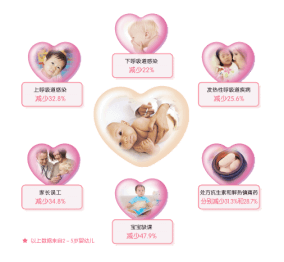 下呼吸道感染
减少22%
上呼吸道感染
减少32.8%
发热性呼吸道疾病
减少25.6%
家长误工
减少34.8%
处方抗生素和解热镇痛药
分别减少31.3%和28.7%
宝宝缺课
减少47.9%
以上数据来自2-5岁婴幼儿